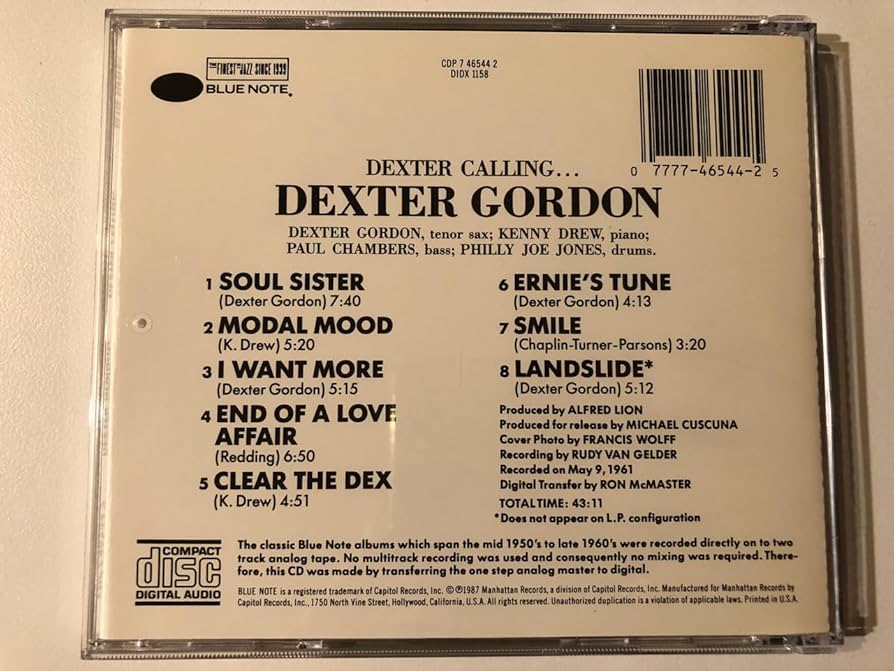 THE FINEST IN JAZZ SINCE 1939
BLUE NOTE®
CDP 7 46544 2
DIDX 1158
0 7777-46544-2 5
DEXTER CALLING...
DEXTER GORDON
DEXTER GORDON, tenor sax; KENNY DREW, piano;
PAUL CHAMBERS, bass; PHILLY JOE JONES, drums.
1 SOUL SISTER
(Dexter Gordon) 7:40
2 MODAL MOOD
(K. Drew) 5:20
3 I WANT MORE
(Dexter Gordon) 5:15
4 END OF A LOVE
AFFAIR
(Redding) 6:50
5 CLEAR THE DEX
(K. Drew) 4:51
6 ERNIE'S TUNE
(Dexter Gordon) 4:13
7 SMILE
(Chaplin-Turner-Parsons) 3:20
8 LANDSLIDE*
(Dexter Gordon) 5:12
Produced by ALFRED LION
Produced for release by MICHAEL CUSCUNA
Cover Photo by FRANCIS WOLFF
Recording by RUDY VAN GELDER
Recorded on May 9, 1961
Digital Transfer by RON McMASTER
TOTAL TIME: 43:11
*Does not appear on L.P. configuration
COMPACT
disc
DIGITAL AUDIO
The classic Blue Note albums which span the mid 1950's to late 1960's were recorded directly on to two
track analog tape. No multitrack recording was used and consequently no mixing was required. There-
fore, this CD was made by transferring the one step analog master to digital.
BLUE NOTE is a registered trademark of Capitol Records, Inc. ©℗1987 Manhattan Records, a division of Capitol Records, Inc. Manufactured for Manhattan Records by
Capitol Records, Inc., 1750 North Vine Street, Hollywood, California, U.S.A. All rights reserved. Unauthorized duplication is a violation of applicable laws. Printed in U.S.A.